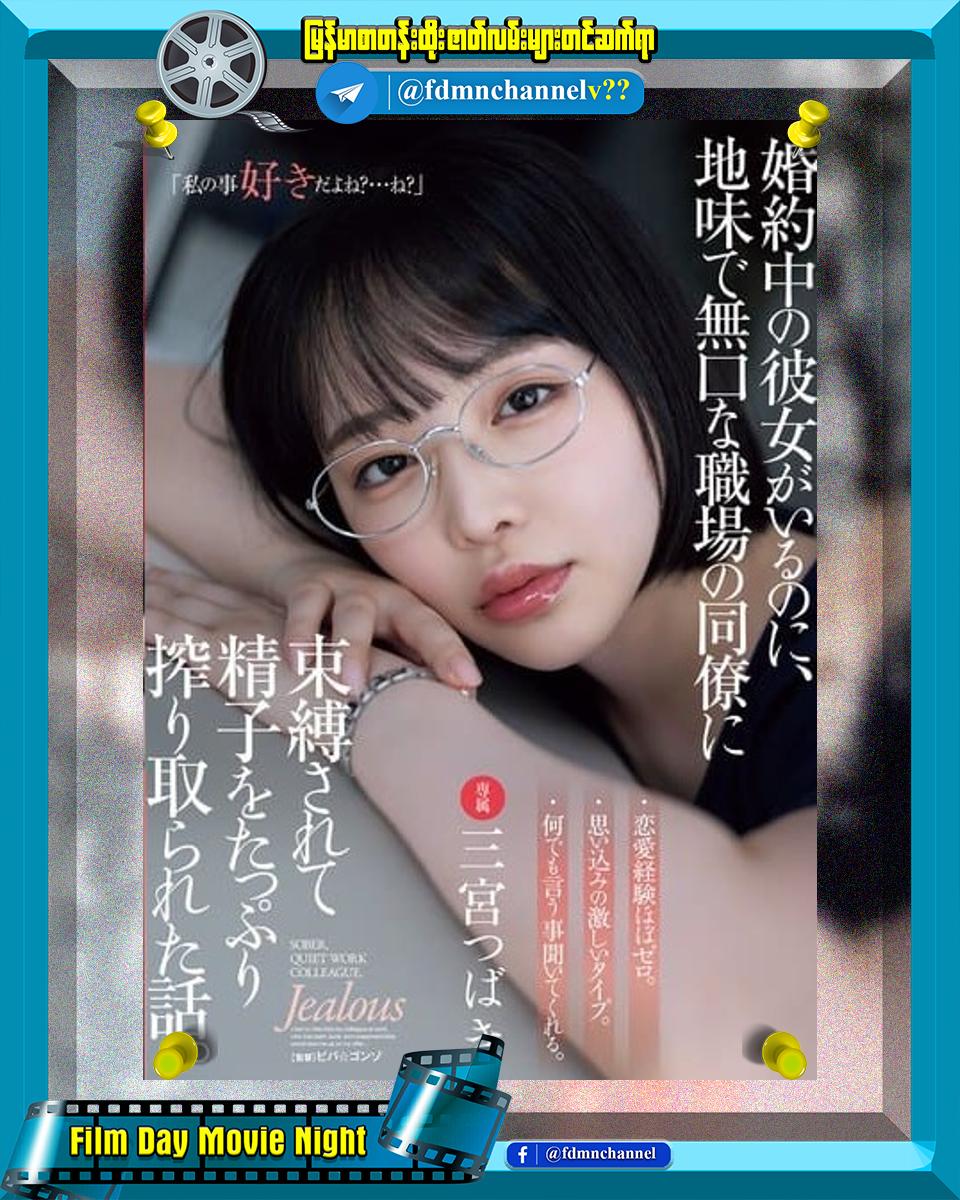 မြန်မာစာတန်းထိုးဇာတ်လမ်းများတင်ဆက်ရာ
@fdmnchannelv??
「私の事好きだよね?…ね?」
婚約中の彼女がいるのに、
地味で無口な職場の同僚に
束縛されて
精子をたっぷり
搾り取られた話。
・恋愛経験ほぼゼロ。
・思い込みの激しいタイプ。
・何でも言う事聞いてくれる。
専属
三宮つば
SOBER,
QUIET WORK
COLLEAGUE.
Jealous
【監督】ビバ☆ゴンゾ
Film Day Movie Night
@fdmnchannel